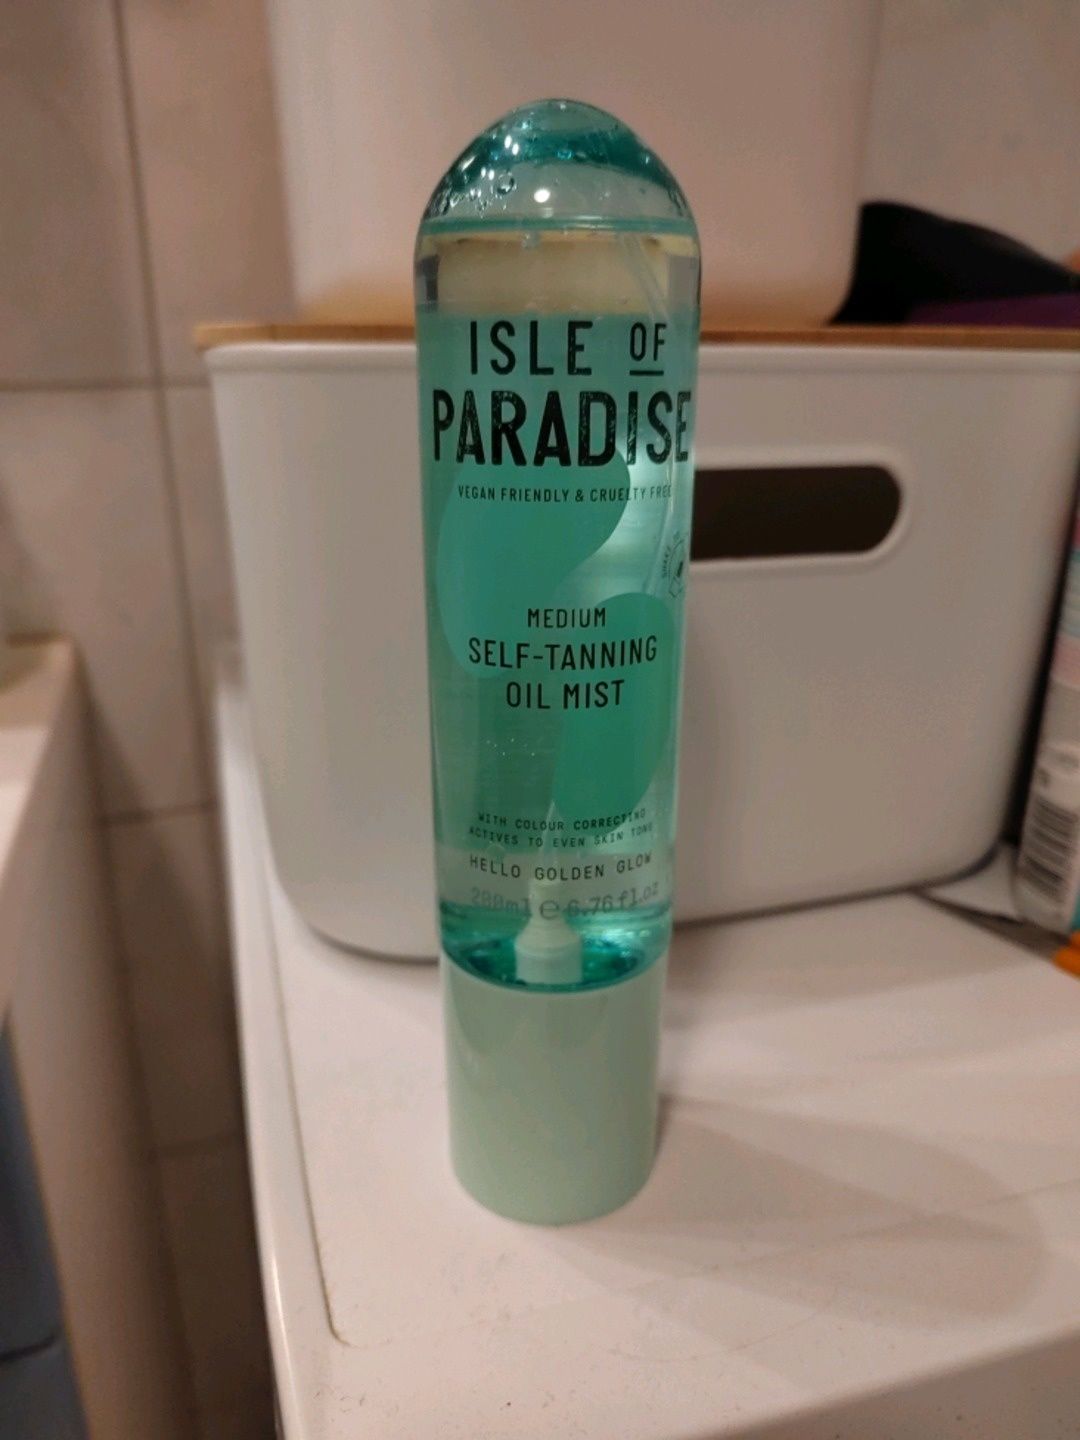 ISLE OF
PARADISE
VEGAN FRIENDLY & CRUELTY FREE
MEDIUM
SELF-TANNING
OIL MIST
WITH COLOUR CORRECTING
ACTIVES TO EVEN SKIN TONE
HELLO GOLDEN GLOW
200ml e 6.76 fl.oz